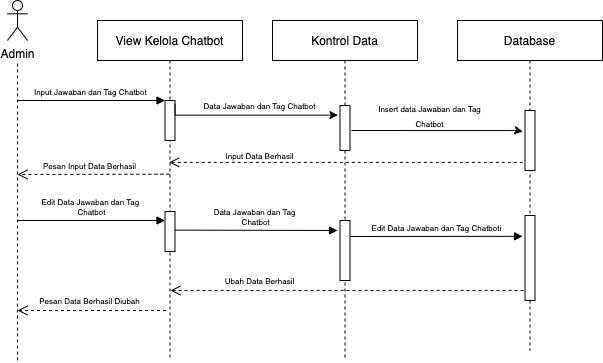 Admin
View Kelola Chatbot
Kontrol Data
Database
Input Jawaban dan Tag Chatbot
Data Jawaban dan Tag Chatbot
Insert data Jawaban dan Tag
Chatbot
Input Data Berhasil
Pesan Input Data Berhasil
Edit Data Jawaban dan Tag
Chatbot
Data Jawaban dan Tag
Chatbot
Edit Data Jawaban dan Tag Chatboti
Ubah Data Berhasil
Pesan Data Berhasil Diubah